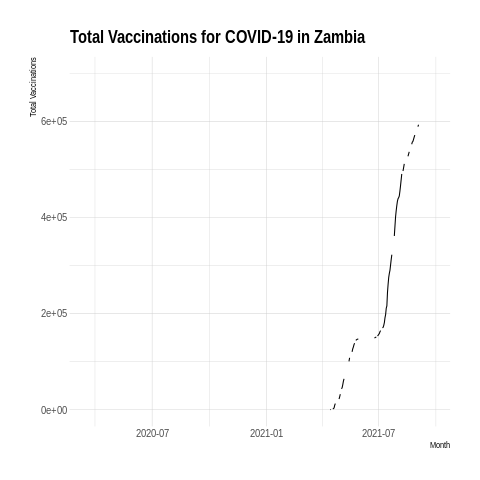 Total Vaccinations for COVID-19 in Zambia
Total Vaccinations
6e+05
4e+05
2e+05
0e+00
2020-07 2021-01 2021-07
Month